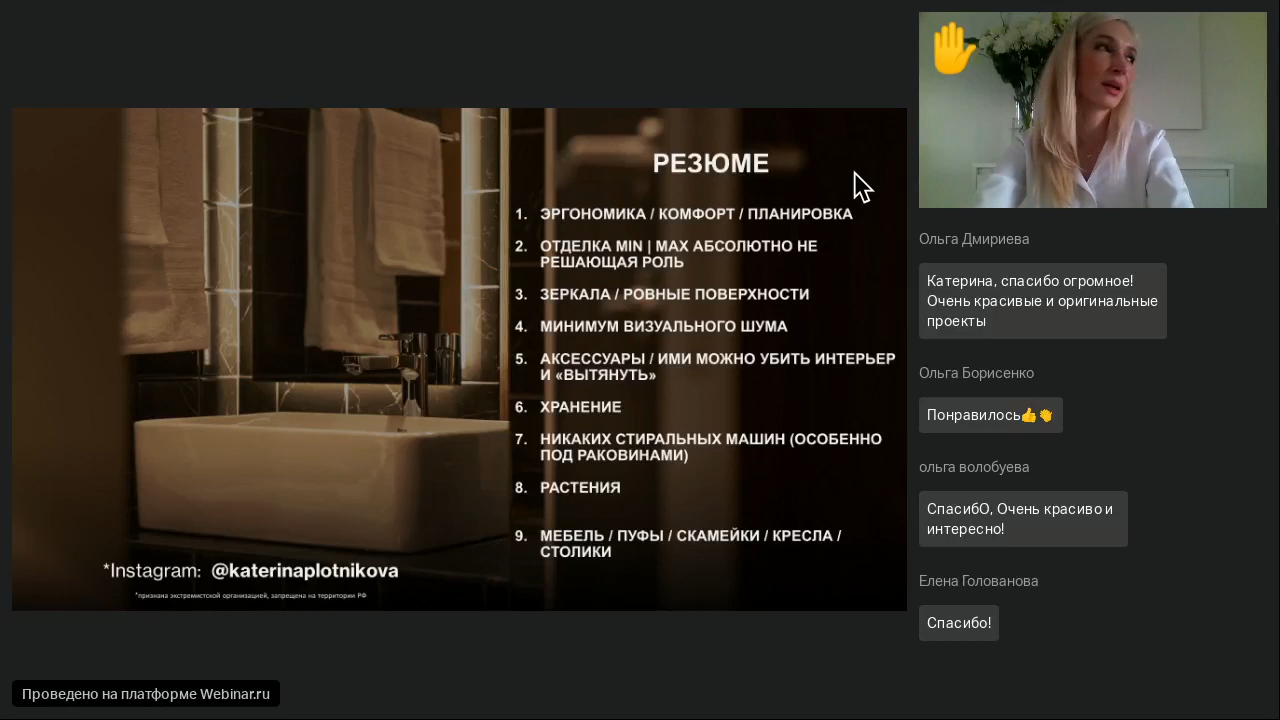 РЕЗЮМЕ
1. ЭРГОНОМИКА / КОМФОРТ / ПЛАНИРОВКА
2. ОТДЕЛКА MIN | MAX АБСОЛЮТНО НЕ
РЕШАЮЩАЯ РОЛЬ
3. ЗЕРКАЛА / РОВНЫЕ ПОВЕРХНОСТИ
4. МИНИМУМ ВИЗУАЛЬНОГО ШУМА
5. АКСЕССУАРЫ / ИМИ МОЖНО УБИТЬ ИНТЕРЬЕР
И «ВЫТЯНУТЬ»
6. ХРАНЕНИЕ
7. НИКАКИХ СТИРАЛЬНЫХ МАШИН (ОСОБЕННО
ПОД РАКОВИНАМИ)
8. РАСТЕНИЯ
9. МЕБЕЛЬ / ПУФЫ / СКАМЕЙКИ / КРЕСЛА /
СТОЛИКИ
*Instagram: @katerinaplotnikova
*признана экстремистской организацией, запрещена на территории РФ
Ольга Дмириева
Катерина, спасибо огромное!
Очень красивые и оригинальные
проекты
Ольга Борисенко
Понравилось👍👏
ольга волобуева
СпасибО, Очень красиво и
интересно!
Елена Голованова
Спасибо!
Проведено на платформе Webinar.ru